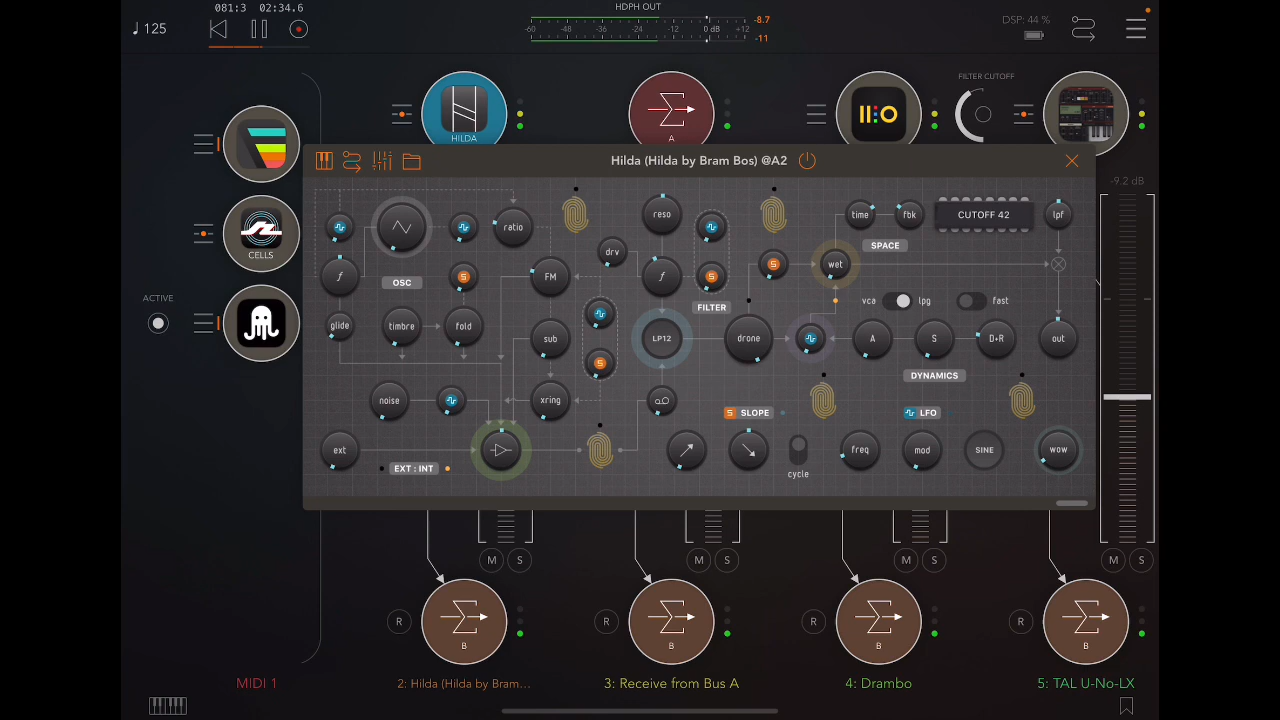 081:3 02:34.6
HDPH OUT
125
-60 -48 -36 -24 -12 0 dB +12
-8.7
-11
DSP: 44 %
FILTER CUTOFF
HILDA
A
Hilda (Hilda by Bram Bos) @A2
-9.2 dB
CELLS
ACTIVE
reso
time
fbk
CUTOFF 42
lpf
ratio
drv
SPACE
f
OSC
S
FM
f
S
S
wet
FILTER
vca
lpg
fast
glide
timbre
fold
sub
LP12
drone
A
S
D+R
out
S
DYNAMICS
noise
xring
S SLOPE
LFO
ext
EXT : INT
cycle
freq
mod
SINE
wow
M S
M S
M S
M S
R
B
R
B
R
B
R
B
MIDI 1
2: Hilda (Hilda by Bram...
3: Receive from Bus A
4: Drambo
5: TAL U-No-LX